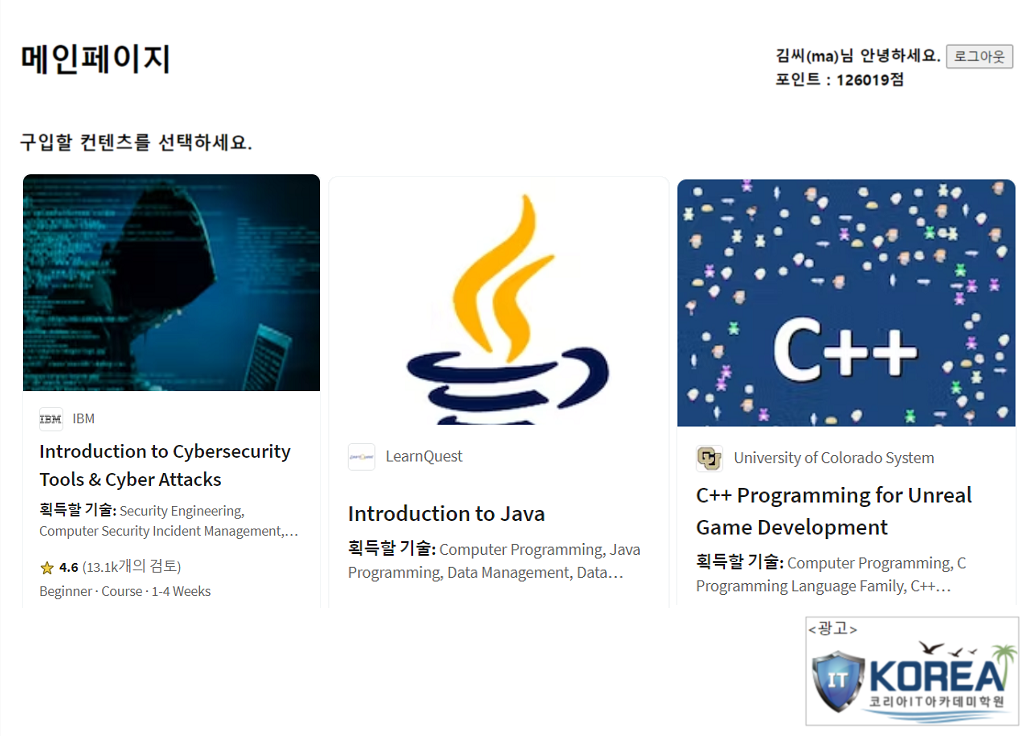 메인페이지
김씨(ma)님 안녕하세요. 로그아웃
포인트 : 126019점
구입할 컨텐츠를 선택하세요.
IBM IBM
Introduction to Cybersecurity
Tools & Cyber Attacks
획득할 기술: Security Engineering,
Computer Security Incident Management,…
4.6 (13.1k개의 검토)
Beginner · Course · 1-4 Weeks
LearnQuest
Introduction to Java
획득할 기술: Computer Programming, Java
Programming, Data Management, Data…
C++
University of Colorado System
C++ Programming for Unreal
Game Development
획득할 기술: Computer Programming, C
Programming Language Family, C++…
<광고>
IT KOREA
코리아IT아카데미학원